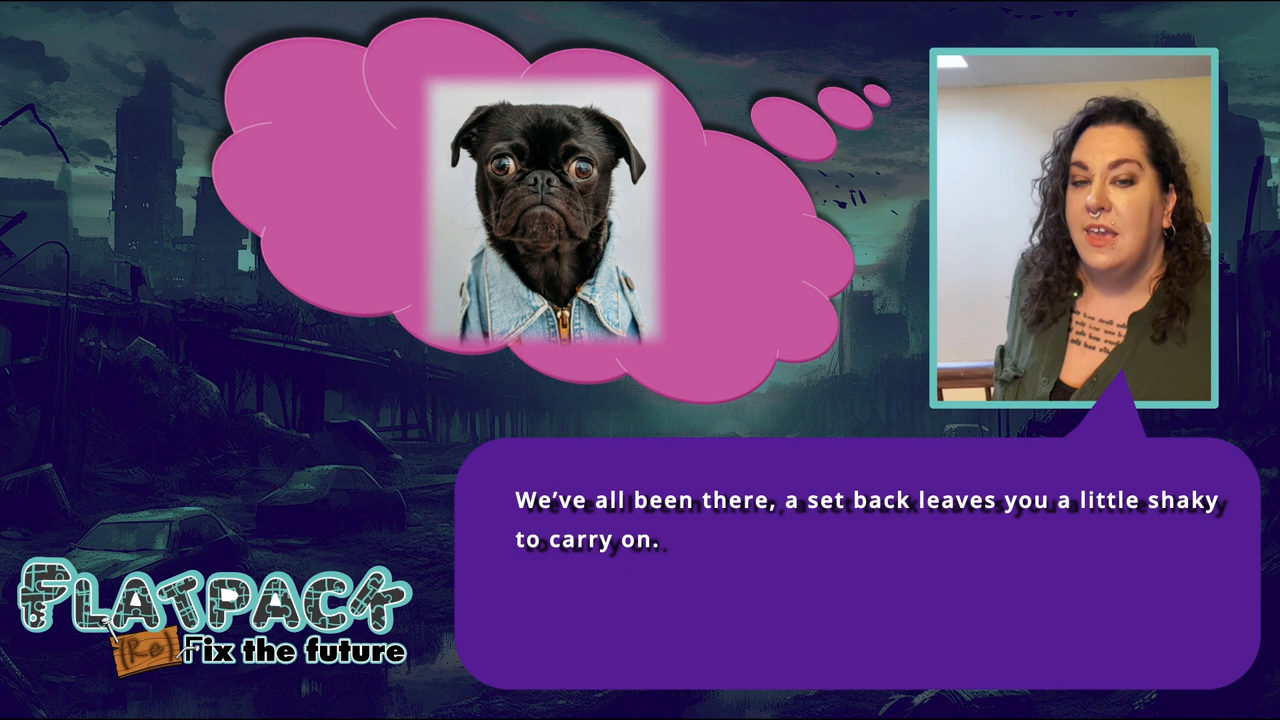 We’ve all been there, a set back leaves you a little shaky
to carry on.
FLATPACK
(Re) Fix the future